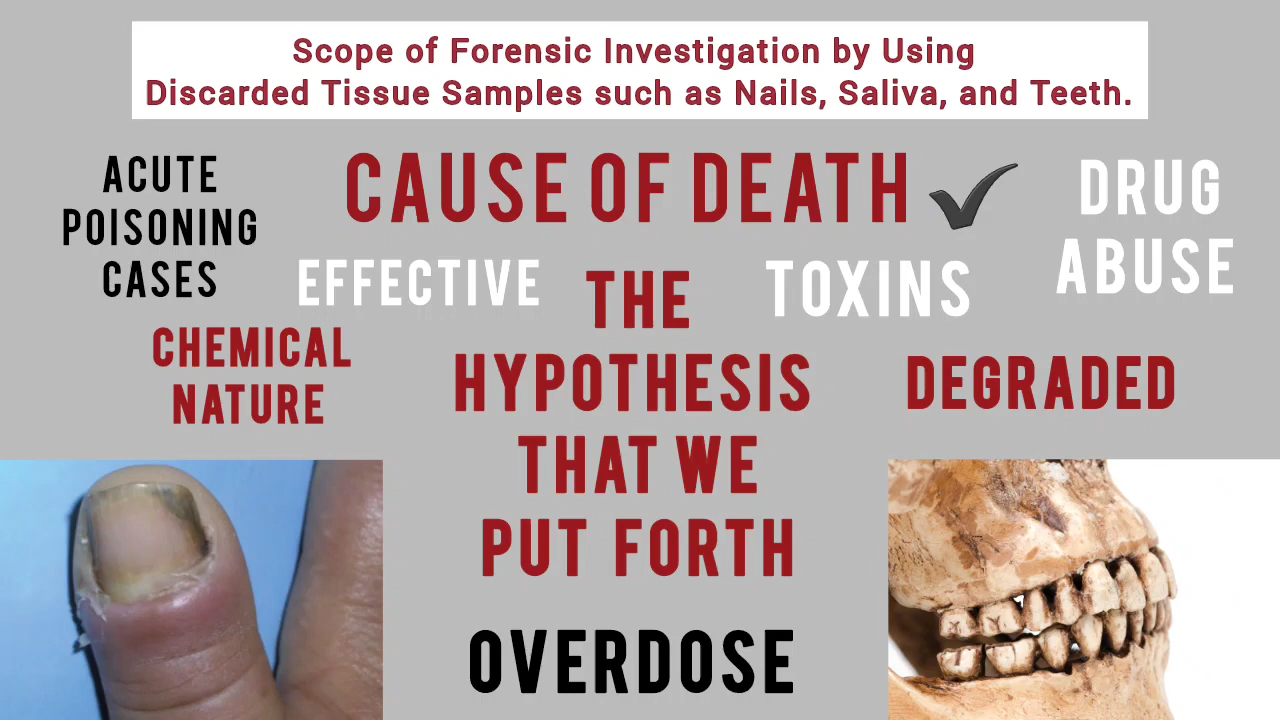 Scope of Forensic Investigation by Using
Discarded Tissue Samples such as Nails, Saliva, and Teeth.
ACUTE
POISONING
CASES
CAUSE OF DEATH
DRUG
ABUSE
EFFECTIVE
THE
HYPOTHESIS
THAT WE
PUT FORTH
TOXINS
CHEMICAL
NATURE
DEGRADED
OVERDOSE